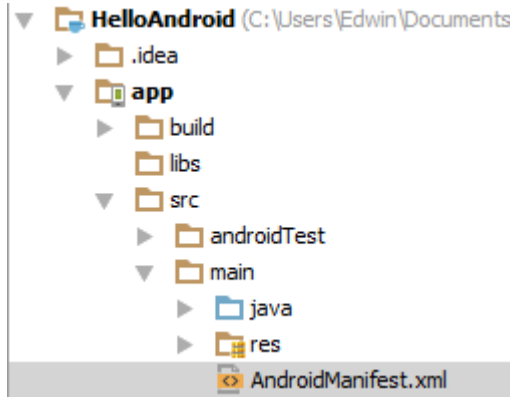 HelloAndroid (C:\Users\Edwin\Documents
.idea
app
build
libs
src
androidTest
main
java
res
AndroidManifest.xml